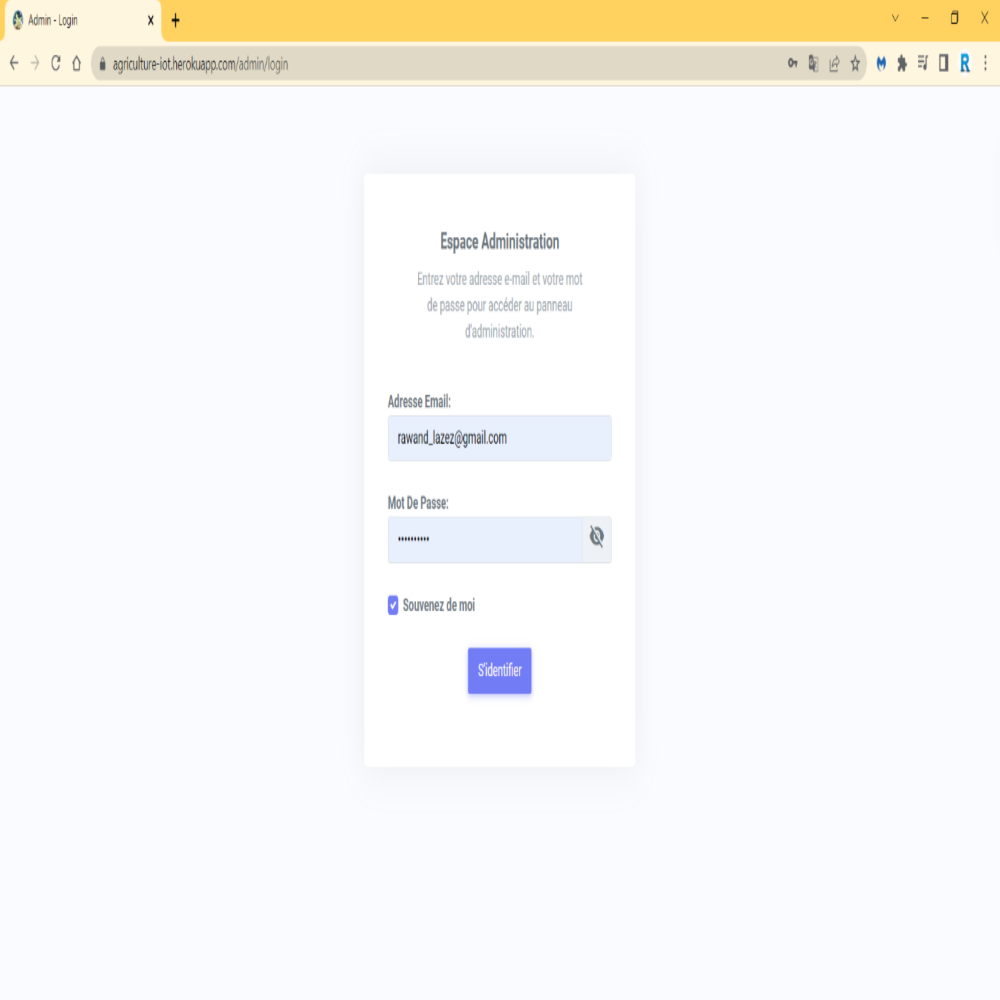 Admin - Login
agriculture-iot.herokuapp.com/admin/login
R
Espace Administration
Entrez votre adresse e-mail et votre mot
de passe pour accéder au panneau
d'administration.
Adresse Email:
rawand_lazez@gmail.com
Mot De Passe:
••••••••••
Souvenez de moi
S'identifier